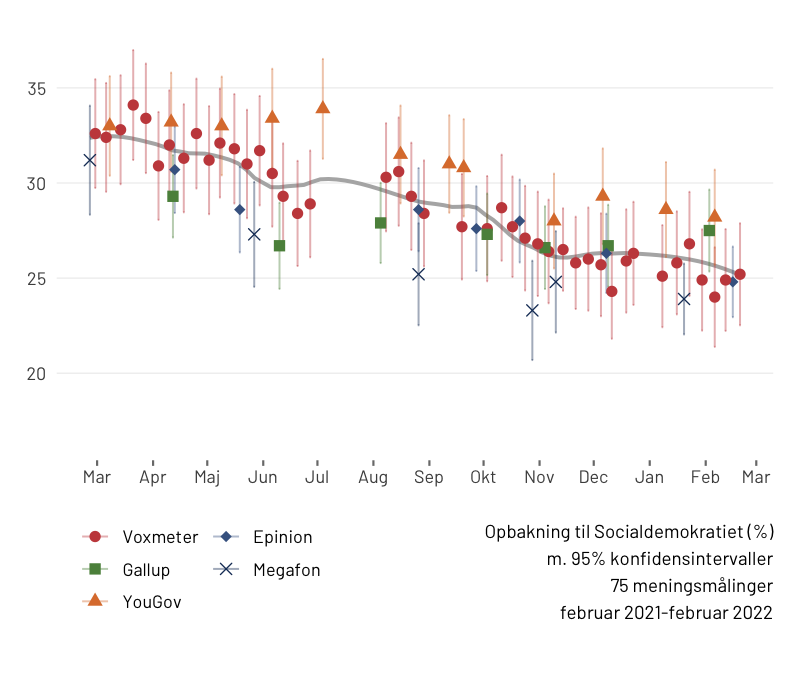 35
30
25
20
Mar Apr Maj Jun Jul Aug Sep Okt Nov Dec Jan Feb Mar
Voxmeter Epinion
Gallup Megafon
YouGov
Opbakning til Socialdemokratiet (%)
m. 95% konfidensintervaller
75 meningsmålinger
februar 2021-februar 2022